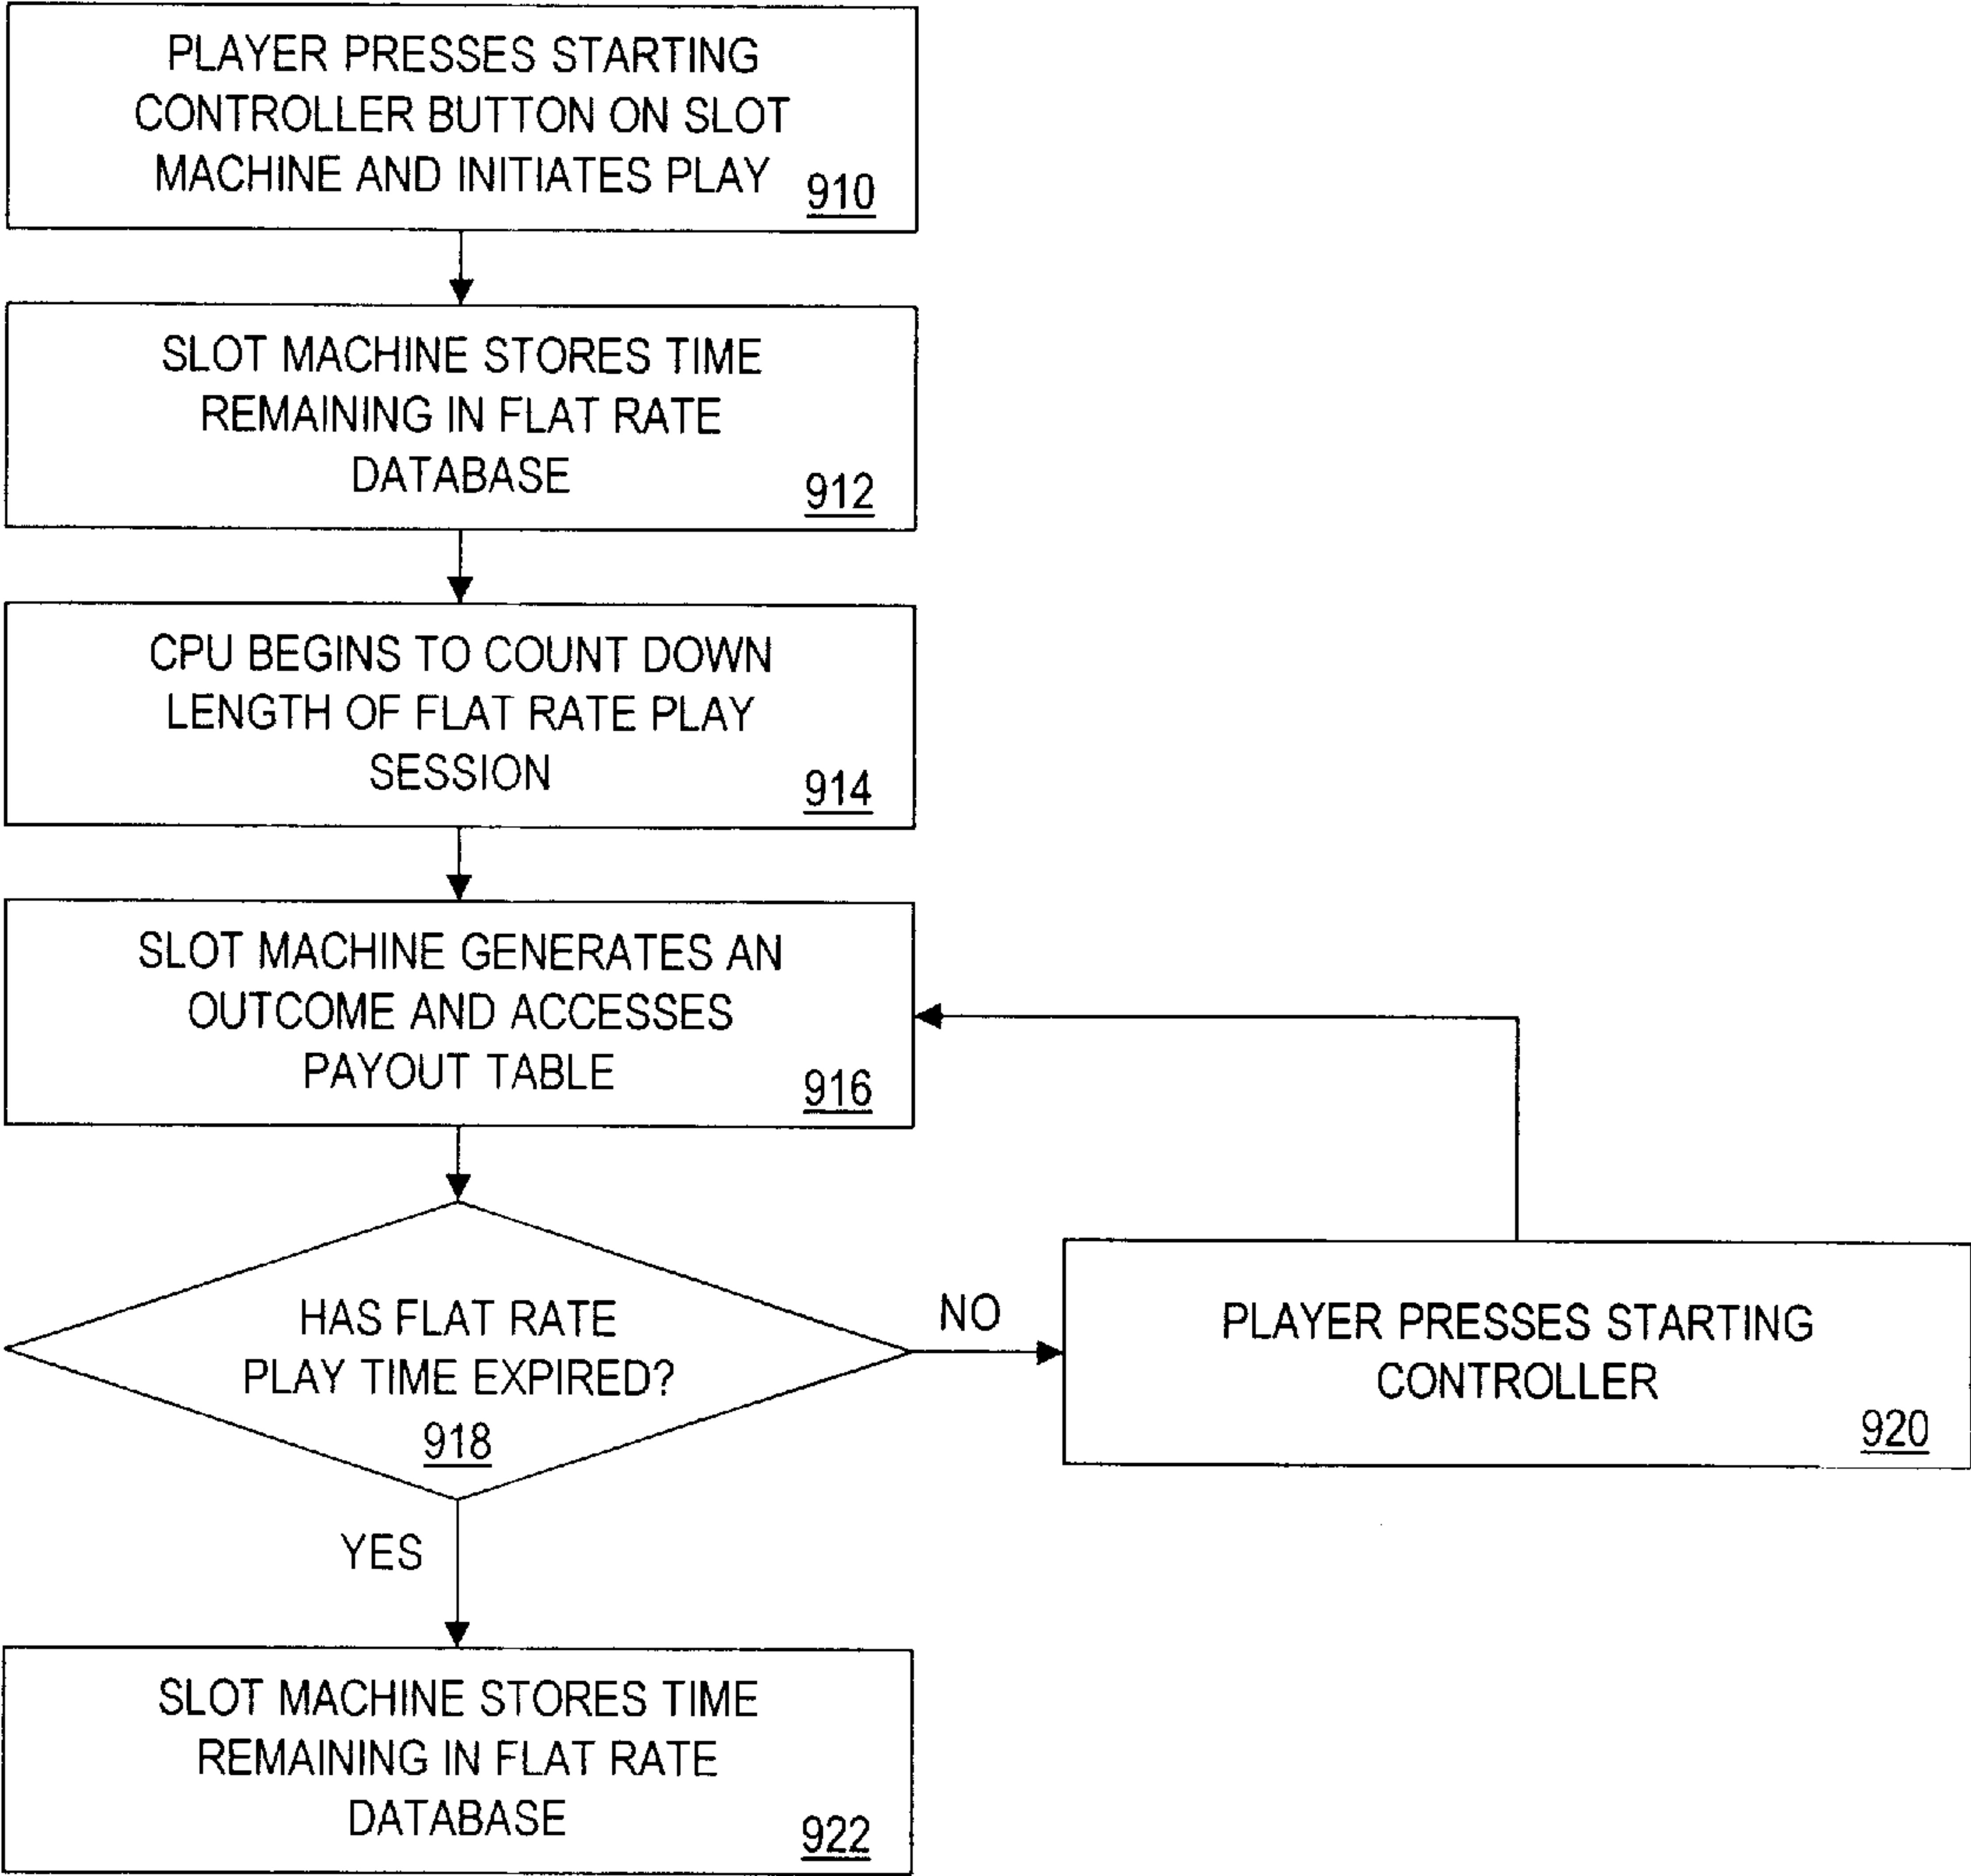 PLAYER PRESSES STARTING
CONTROLLER BUTTON ON SLOT
MACHINE AND INITIATES PLAY
910
SLOT MACHINE STORES TIME
REMAINING IN FLAT RATE
DATABASE
912
CPU BEGINS TO COUNT DOWN
LENGTH OF FLAT RATE PLAY
SESSION
914
SLOT MACHINE GENERATES AN
OUTCOME AND ACCESSES
PAYOUT TABLE
916
HAS FLAT RATE
PLAY TIME EXPIRED?
918
NO
PLAYER PRESSES STARTING
CONTROLLER
920
YES
SLOT MACHINE STORES TIME
REMAINING IN FLAT RATE
DATABASE
922